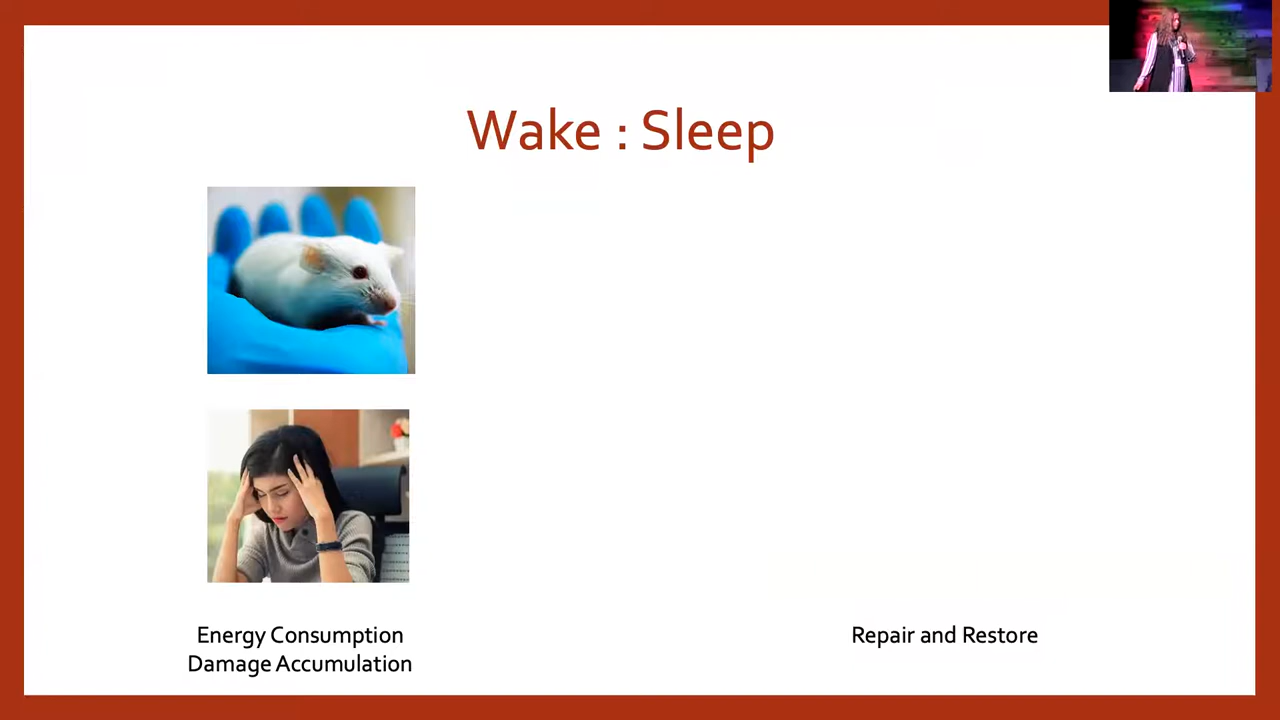 Wake : Sleep
Energy Consumption
Damage Accumulation
Repair and Restore